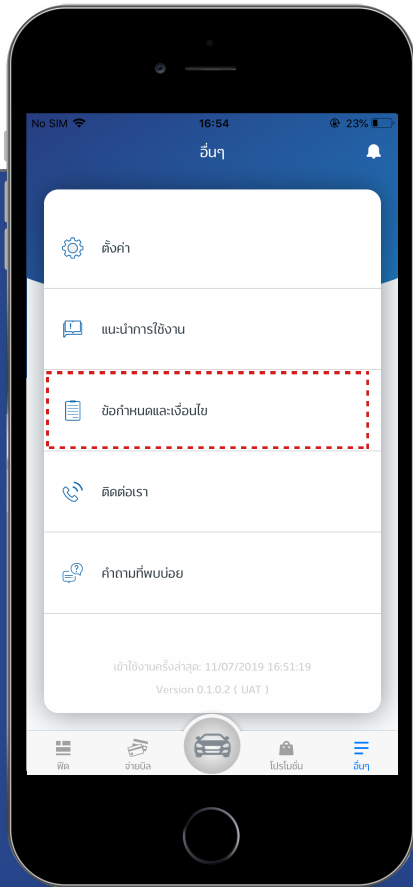 No SIM 16:54 23%
อื่นๆ
ตั้งค่า
แนะนำการใช้งาน
ข้อกำหนดและเงื่อนไข
ติดต่อเรา
คำถามที่พบบ่อย
เข้าใช้งานครั้งล่าสุด: 11/07/2019 16:51:19
Version 0.1.0.2 ( UAT )
ฟีด จ่ายบิล โปรโมชั่น อื่นๆ